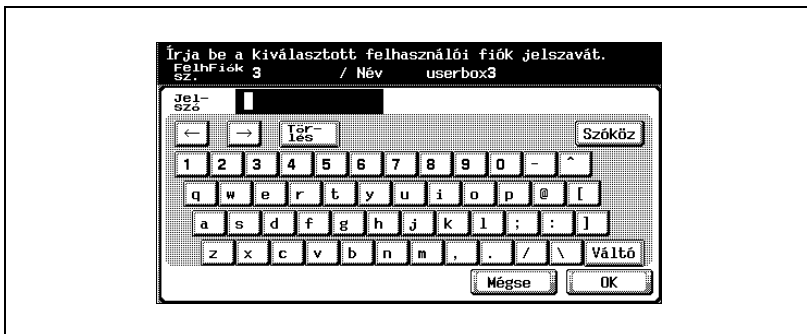 Írja be a kiválasztott felhasználói fiók jelszavát.
FelhFiók sz. 3 / Név userbox3
Jel-
szó
← → Tör-
lés Szóköz
1 2 3 4 5 6 7 8 9 0 - ^
q w e r t y u i o p @ [
a s d f g h j k l ; : ]
z x c v b n m , . / \ Váltó
Mégse OK